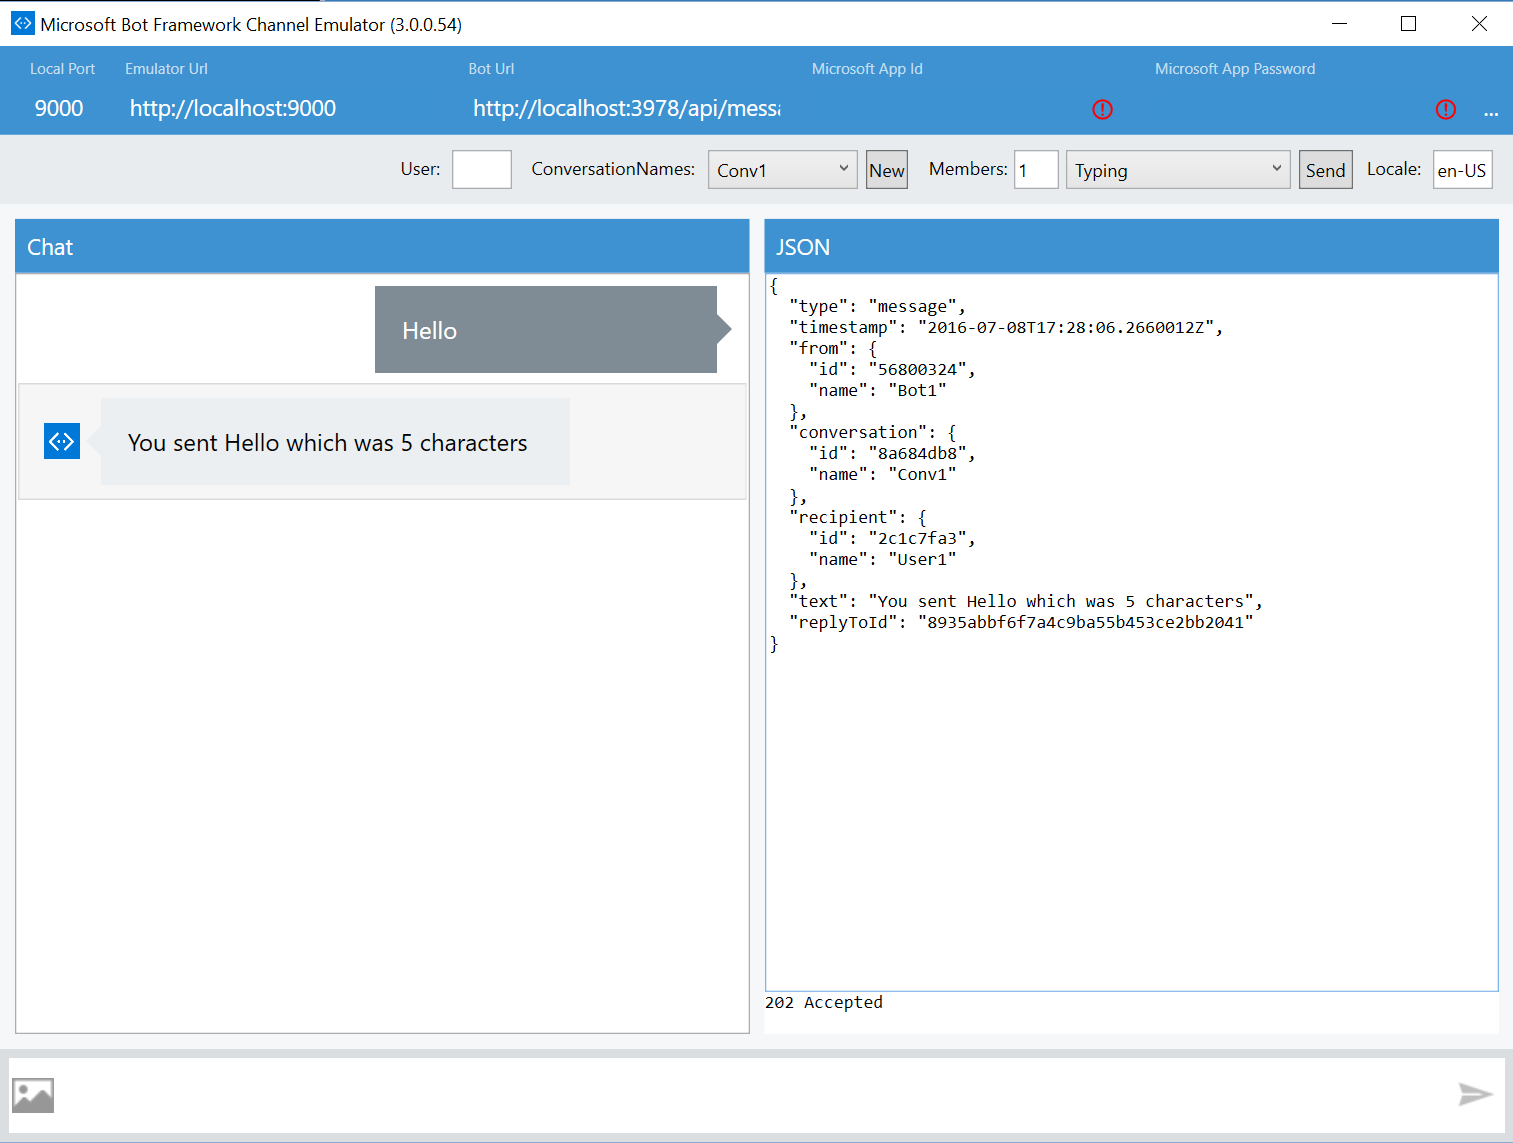 Microsoft Bot Framework Channel Emulator (3.0.0.54)
Local Port Emulator Url Bot Url Microsoft App Id Microsoft App Password
9000 http://localhost:9000 http://localhost:3978/api/messa ...
User: ConversationNames: Conv1 New Members: 1 Typing Send Locale: en-US
Chat
Hello
You sent Hello which was 5 characters
JSON
{
  "type": "message",
  "timestamp": "2016-07-08T17:28:06.2660012Z",
  "from": {
    "id": "56800324",
    "name": "Bot1"
  },
  "conversation": {
    "id": "8a684db8",
    "name": "Conv1"
  },
  "recipient": {
    "id": "2c1c7fa3",
    "name": "User1"
  },
  "text": "You sent Hello which was 5 characters",
  "replyToId": "8935abbf6f7a4c9ba55b453ce2bb2041"
}
202 Accepted